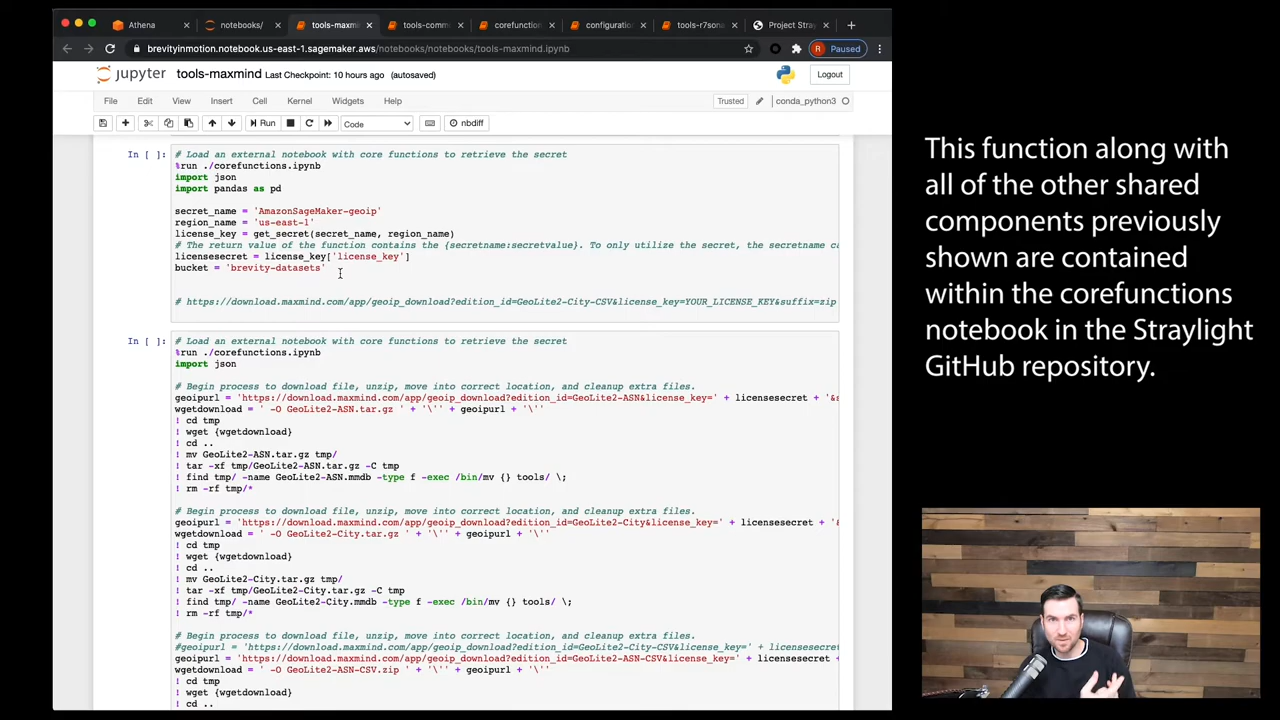 Athena
notebooks/
tools-maxmi
tools-comm
corefunction
configuration
tools-r7sona
Project Stray
brevityinmotion.notebook.us-east-1.sagemaker.aws/notebooks/notebooks/tools-maxmind.ipynb
R
Paused
jupyter
tools-maxmind Last Checkpoint: 10 hours ago (autosaved)
Logout
File Edit View Insert Cell Kernel Widgets Help
Trusted
conda_python3
Run
Code
nbdiff
In [ ]:
# Load an external notebook with core functions to retrieve the secret
%run ./corefunctions.ipynb
import json
import pandas as pd
secret_name = 'AmazonSageMaker-geoip'
region_name = 'us-east-1'
license_key = get_secret(secret_name, region_name)
# The return value of the function contains the {secretname:secretvalue}. To only utilize the secret, the secretname ca
licensesecret = license_key['license_key']
bucket = 'brevity-datasets'
# https://download.maxmind.com/app/geoip_download?edition_id=GeoLite2-City-CSV&license_key=YOUR_LICENSE_KEY&suffix=zip
In [ ]:
# Load an external notebook with core functions to retrieve the secret
%run ./corefunctions.ipynb
import json
# Begin process to download file, unzip, move into correct location, and cleanup extra files.
geoipurl = 'https://download.maxmind.com/app/geoip_download?edition_id=GeoLite2-ASN&license_key=' + licensesecret + '&s
wgetdownload = ' -O GeoLite2-ASN.tar.gz ' + '\'' + geoipurl + '\''
! cd tmp
! wget {wgetdownload}
! cd ..
! mv GeoLite2-ASN.tar.gz tmp/
! tar -xf tmp/GeoLite2-ASN.tar.gz -C tmp
! find tmp/ -name GeoLite2-ASN.mmdb -type f -exec /bin/mv {} tools/ \;
! rm -rf tmp/*
# Begin process to download file, unzip, move into correct location, and cleanup extra files.
geoipurl = 'https://download.maxmind.com/app/geoip_download?edition_id=GeoLite2-City&license_key=' + licensesecret + '&
wgetdownload = ' -O GeoLite2-City.tar.gz ' + '\'' + geoipurl + '\''
! cd tmp
! wget {wgetdownload}
! cd ..
! mv GeoLite2-City.tar.gz tmp/
! tar -xf tmp/GeoLite2-City.tar.gz -C tmp
! find tmp/ -name GeoLite2-City.mmdb -type f -exec /bin/mv {} tools/ \;
! rm -rf tmp/*
# Begin process to download file, unzip, move into correct location, and cleanup extra files.
#geoipurl = 'https://download.maxmind.com/app/geoip_download?edition_id=GeoLite2-ASN-CSV&license_key=' + licensesecret
geoipurl = 'https://download.maxmind.com/app/geoip_download?edition_id=GeoLite2-ASN-CSV&license_key=' + licensesecret +
wgetdownload = ' -O GeoLite2-ASN-CSV.zip ' + '\'' + geoipurl + '\''
! cd tmp
! wget {wgetdownload}
! cd ..
This function along with
all of the other shared
components previously
shown are contained
within the corefunctions
notebook in the Straylight
GitHub repository.